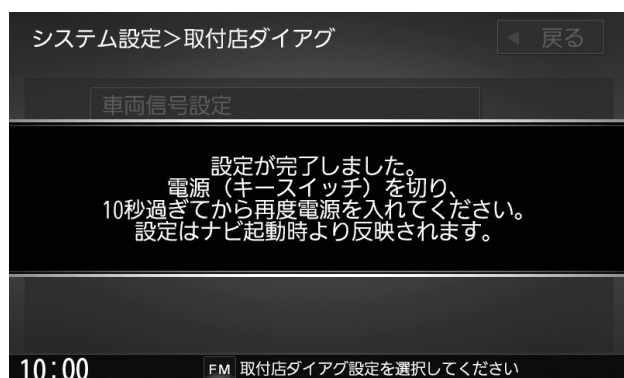 システム設定＞取付店ダイアグ
◀ 戻る
車両信号設定
設定が完了しました。
電源（キースイッチ）を切り、
10秒過ぎてから再度電源を入れてください。
設定はナビ起動時より反映されます。
10:00
FM 取付店ダイアグ設定を選択してください